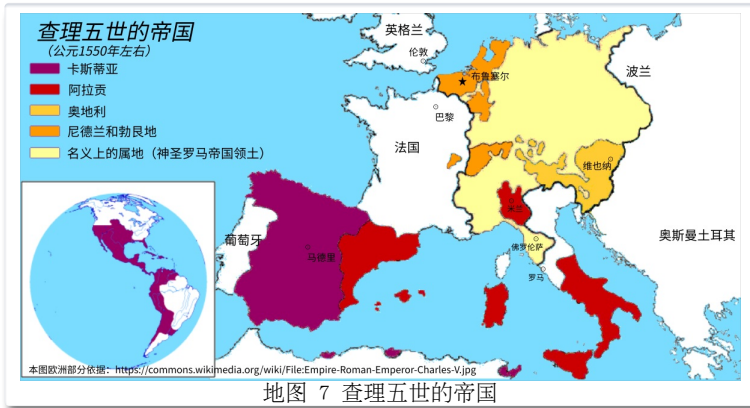 查理五世的帝国
（公元1550年左右）
卡斯蒂亚
阿拉贡
奥地利
尼德兰和勃艮地
名义上的属地（神圣罗马帝国领土）
英格兰
伦敦
布鲁塞尔
波兰
巴黎
法国
维也纳
米兰
葡萄牙
马德里
佛罗伦萨
罗马
奥斯曼土耳其
本图欧洲部分依据：https://commons.wikimedia.org/wiki/File:Empire-Roman-Emperor-Charles-V.jpg
地图 7 查理五世的帝国